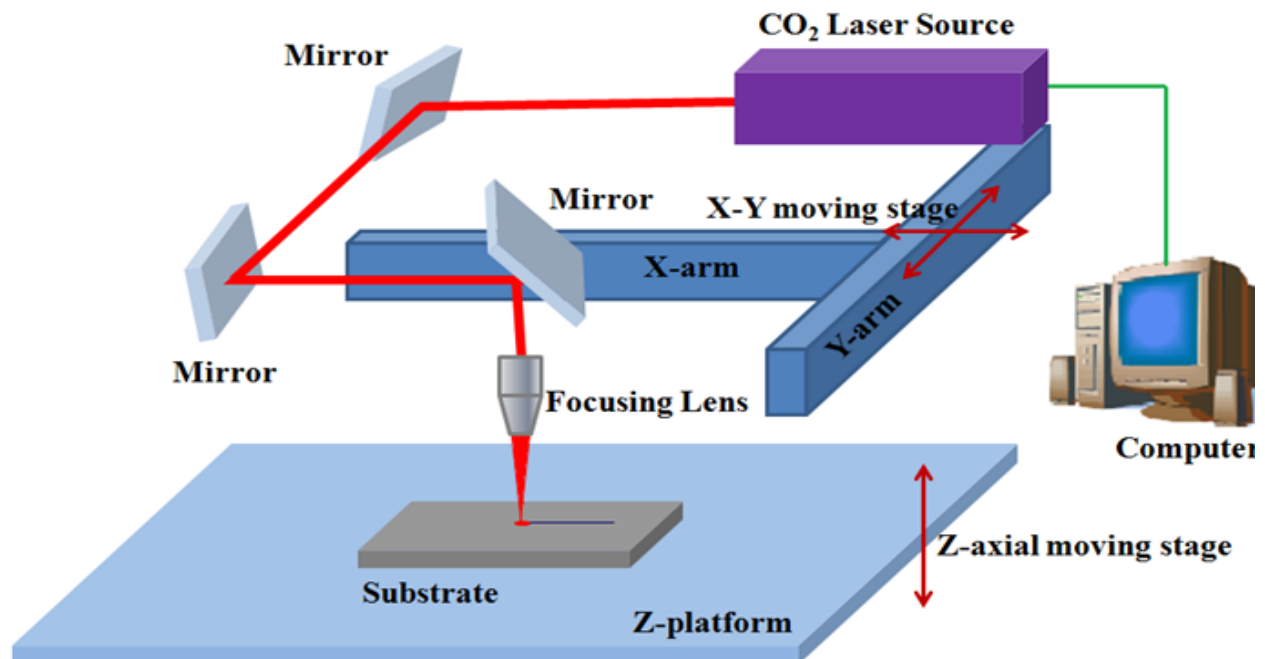 CO₂ Laser Source
Mirror
Mirror
X-Y moving stage
X-arm
Y-arm
Mirror
Focusing Lens
Computer
Z-axial moving stage
Substrate
Z-platform